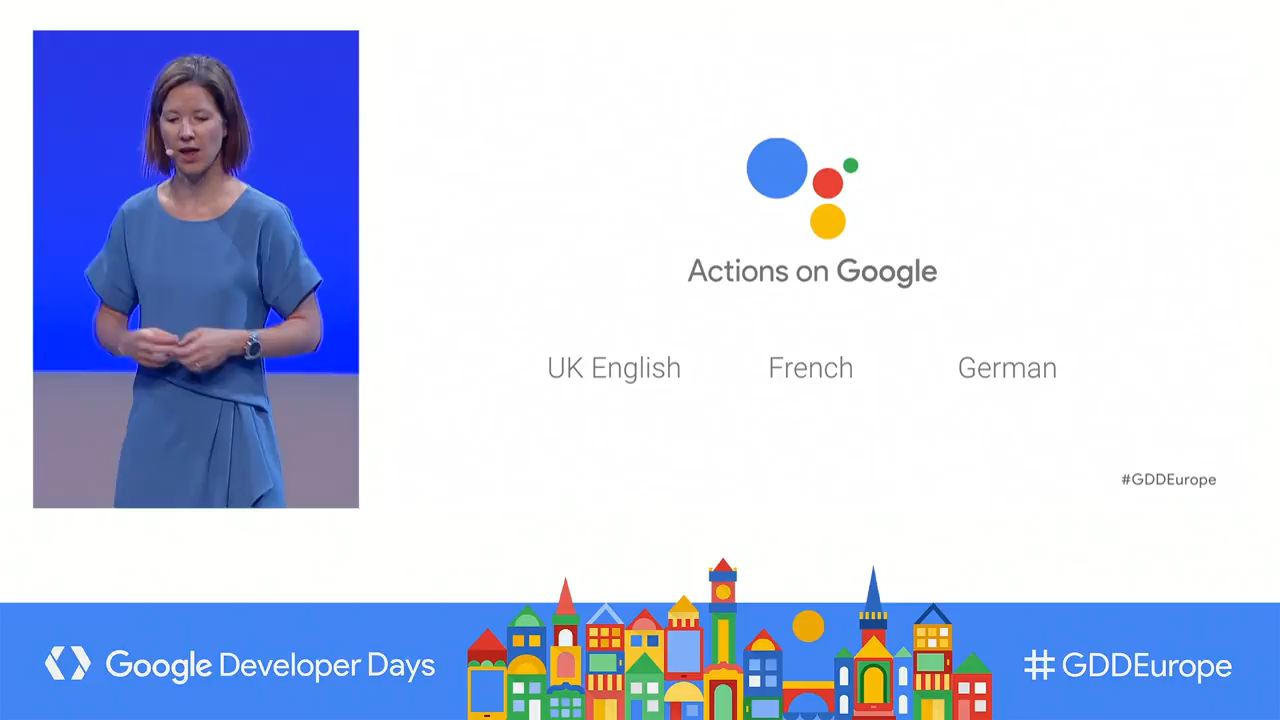 Actions on Google
UK English French German
#GDDEurope
Google Developer Days
#GDDEurope